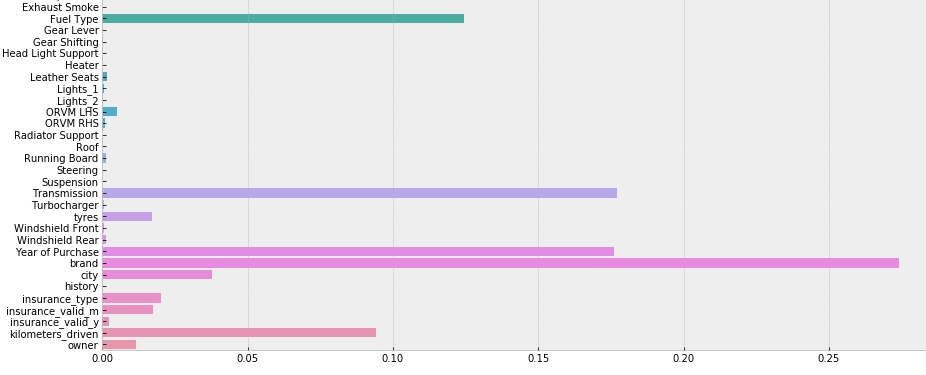 Exhaust Smoke
Fuel Type
Gear Lever
Gear Shifting
Head Light Support
Heater
Leather Seats
Lights_1
Lights_2
ORVM LHS
ORVM RHS
Radiator Support
Roof
Running Board
Steering
Suspension
Transmission
Turbocharger
tyres
Windshield Front
Windshield Rear
Year of Purchase
brand
city
history
insurance_type
insurance_valid_m
insurance_valid_y
kilometers_driven
owner
0.00 0.05 0.10 0.15 0.20 0.25